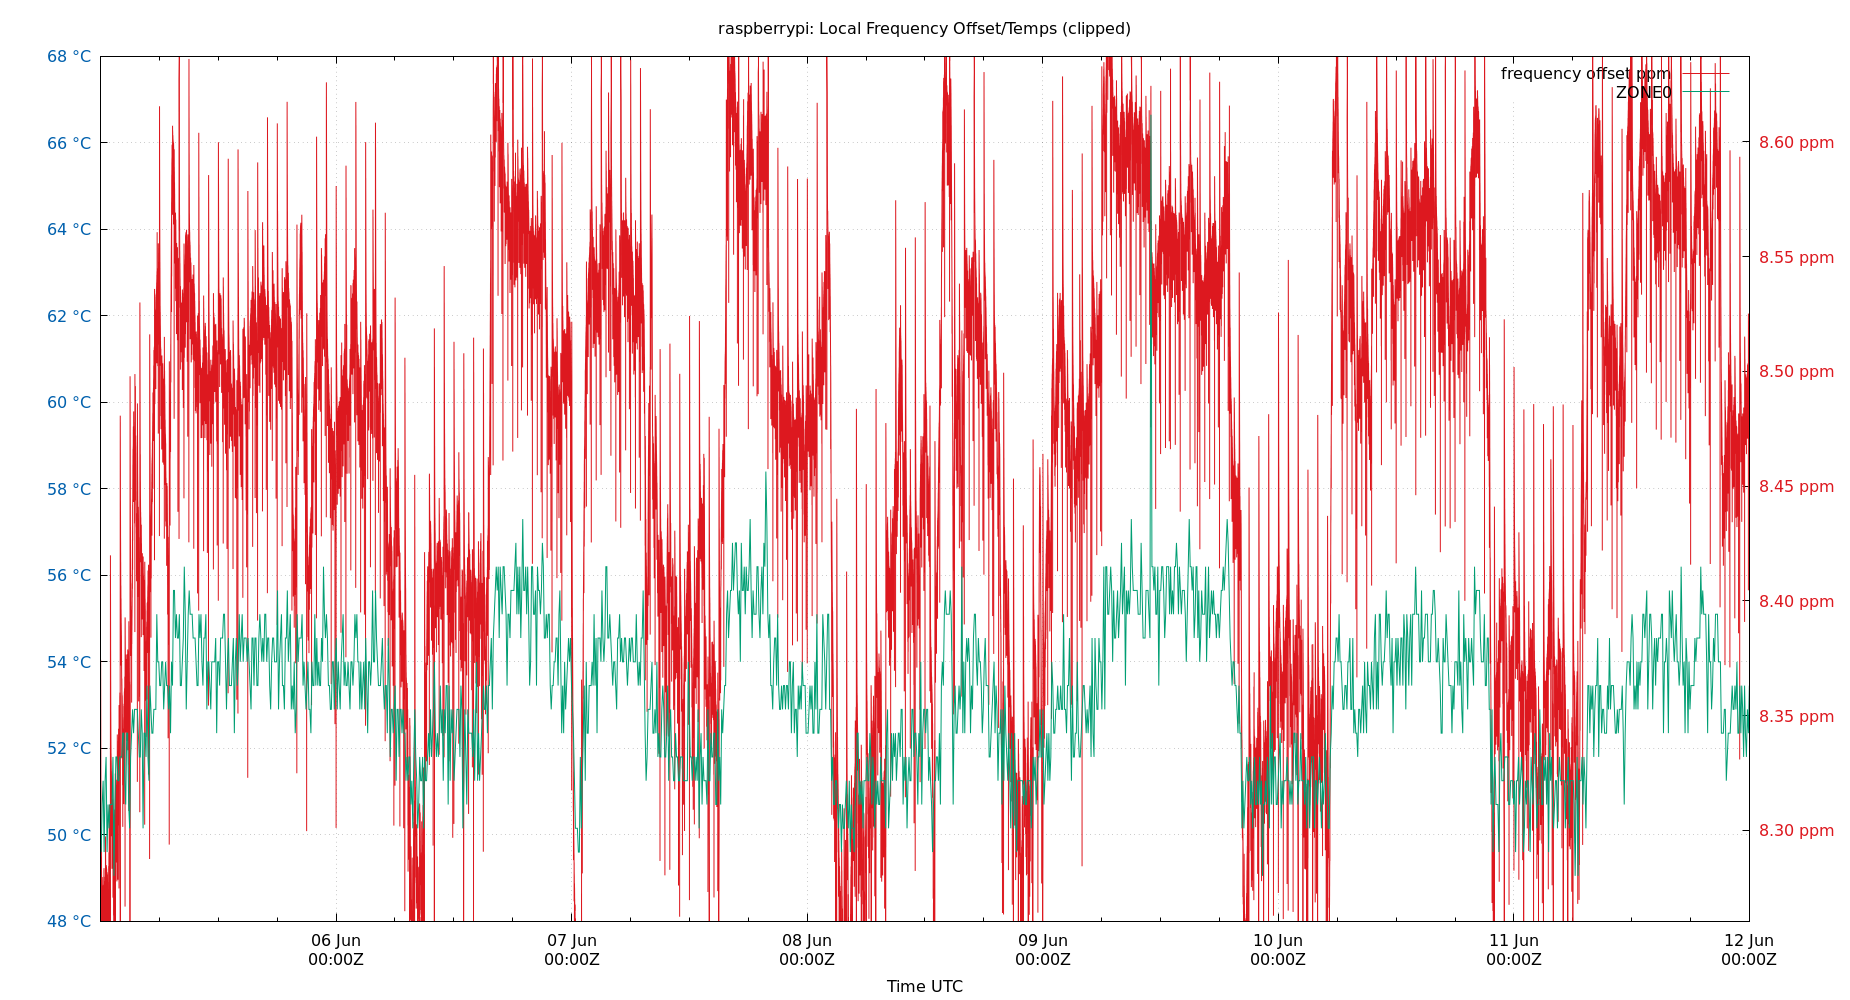 raspberrypi: Local Frequency Offset/Temps (clipped)
68 °C
66 °C
64 °C
62 °C
60 °C
58 °C
56 °C
54 °C
52 °C
50 °C
48 °C
frequency offset ppm
ZONE0
8.60 ppm
8.55 ppm
8.50 ppm
8.45 ppm
8.40 ppm
8.35 ppm
8.30 ppm
06 Jun
00:00Z
07 Jun
00:00Z
08 Jun
00:00Z
09 Jun
00:00Z
10 Jun
00:00Z
11 Jun
00:00Z
12 Jun
00:00Z
Time UTC